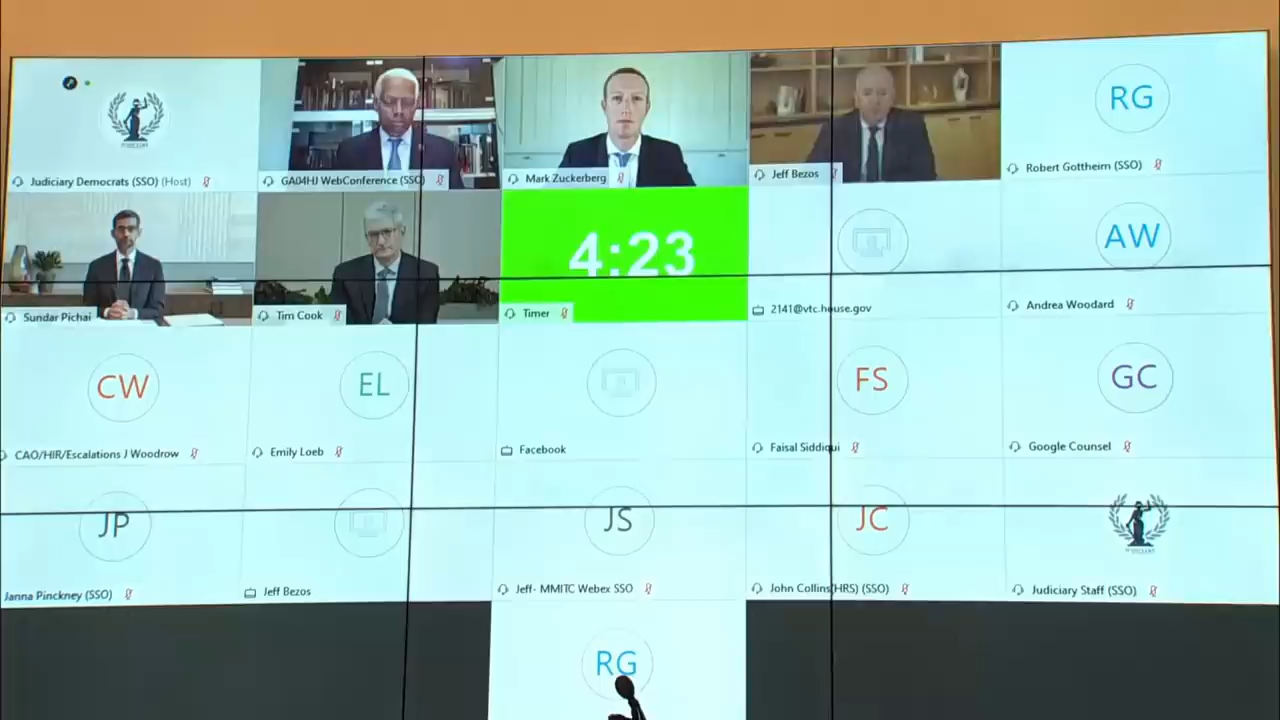 RG
Judiciary Democrats (SSO) (Host)
GA04HJ WebConference (SSO)
Mark Zuckerberg
Jeff Bezos
Robert Gottheim (SSO)
4:23
AW
Sundar Pichai
Tim Cook
Timer
2141@vtc.house.gov
Andrea Woodard
CW
EL
FS
GC
CAO/HIR/Escalations J Woodrow
Emily Loeb
Facebook
Faisal Siddiqui
Google Counsel
JP
JS
JC
Janna Pinckney (SSO)
Jeff Bezos
Jeff- MMITC Webex SSO
John Collins(HRS) (SSO)
Judiciary Staff (SSO)
RG